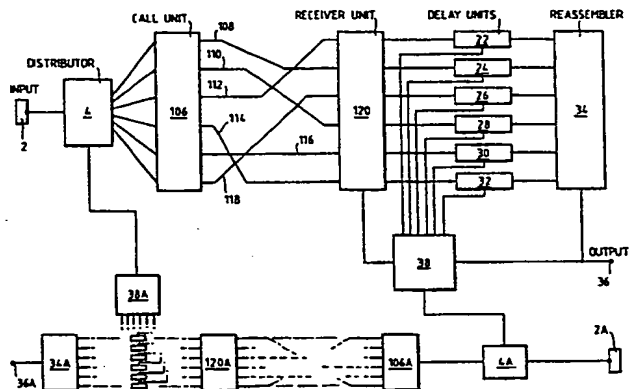 CALL UNIT
RECEIVER UNIT
DELAY UNITS
REASSEMBLER
DISTRIBUTOR
INPUT
2
4
106
108
110
112
114
116
118
120
22
24
26
28
30
32
34
38
OUTPUT
36
38A
36A
34A
120A
106A
4A
2A